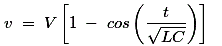 v = V [ 1 − cos ( t / √LC ) ]